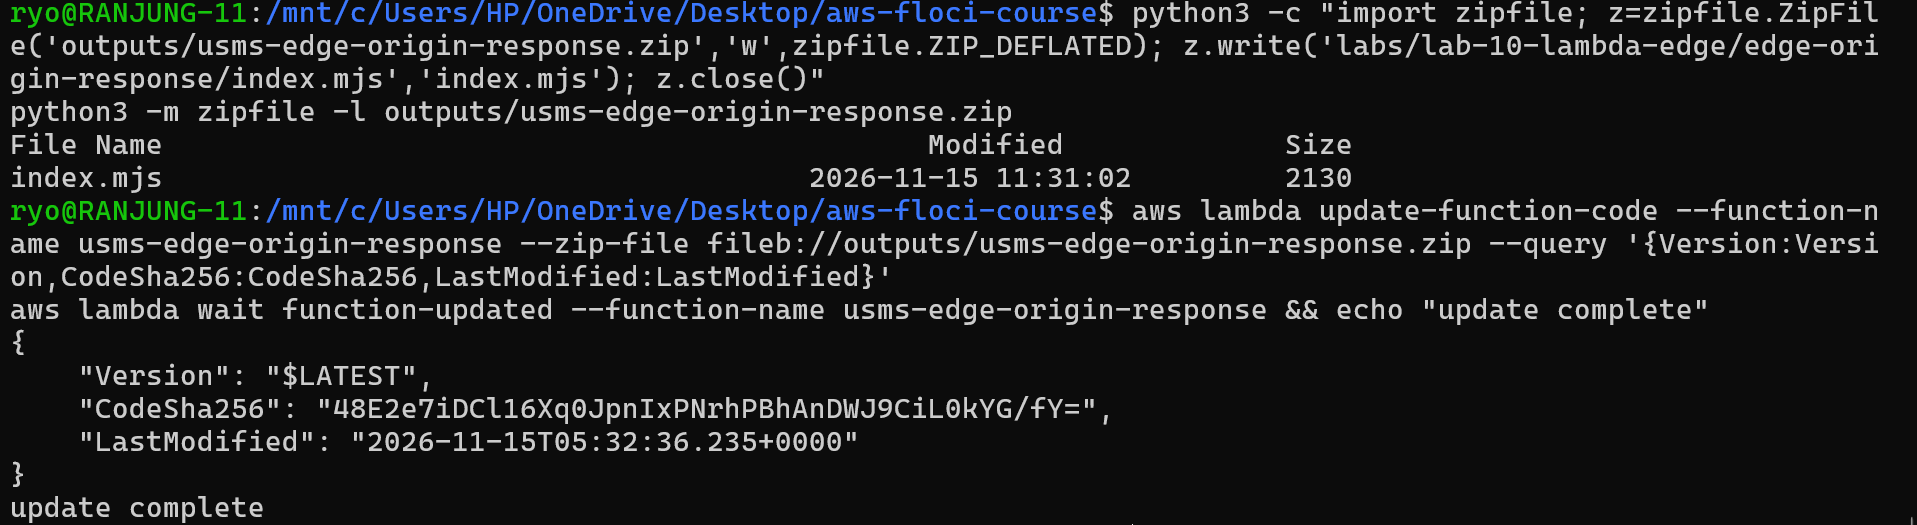 ryo@RANJUNG-11:/mnt/c/Users/HP/OneDrive/Desktop/aws-floci-course$ python3 -c "import zipfile; z=zipfile.ZipFil
e('outputs/usms-edge-origin-response.zip','w',zipfile.ZIP_DEFLATED); z.write('labs/lab-10-lambda-edge/edge-ori
gin-response/index.mjs','index.mjs'); z.close()"
python3 -m zipfile -l outputs/usms-edge-origin-response.zip
File Name                                             Modified             Size
index.mjs                                      2026-11-15 11:31:02         2130
ryo@RANJUNG-11:/mnt/c/Users/HP/OneDrive/Desktop/aws-floci-course$ aws lambda update-function-code --function-n
ame usms-edge-origin-response --zip-file fileb://outputs/usms-edge-origin-response.zip --query '{Version:Versi
on,CodeSha256:CodeSha256,LastModified:LastModified}'
aws lambda wait function-updated --function-name usms-edge-origin-response && echo "update complete"
{
    "Version": "$LATEST",
    "CodeSha256": "48E2e7iDCl16Xq0JpnIxPNrhPBhAnDWJ9CiL0kYG/fY=",
    "LastModified": "2026-11-15T05:32:36.235+0000"
}
update complete